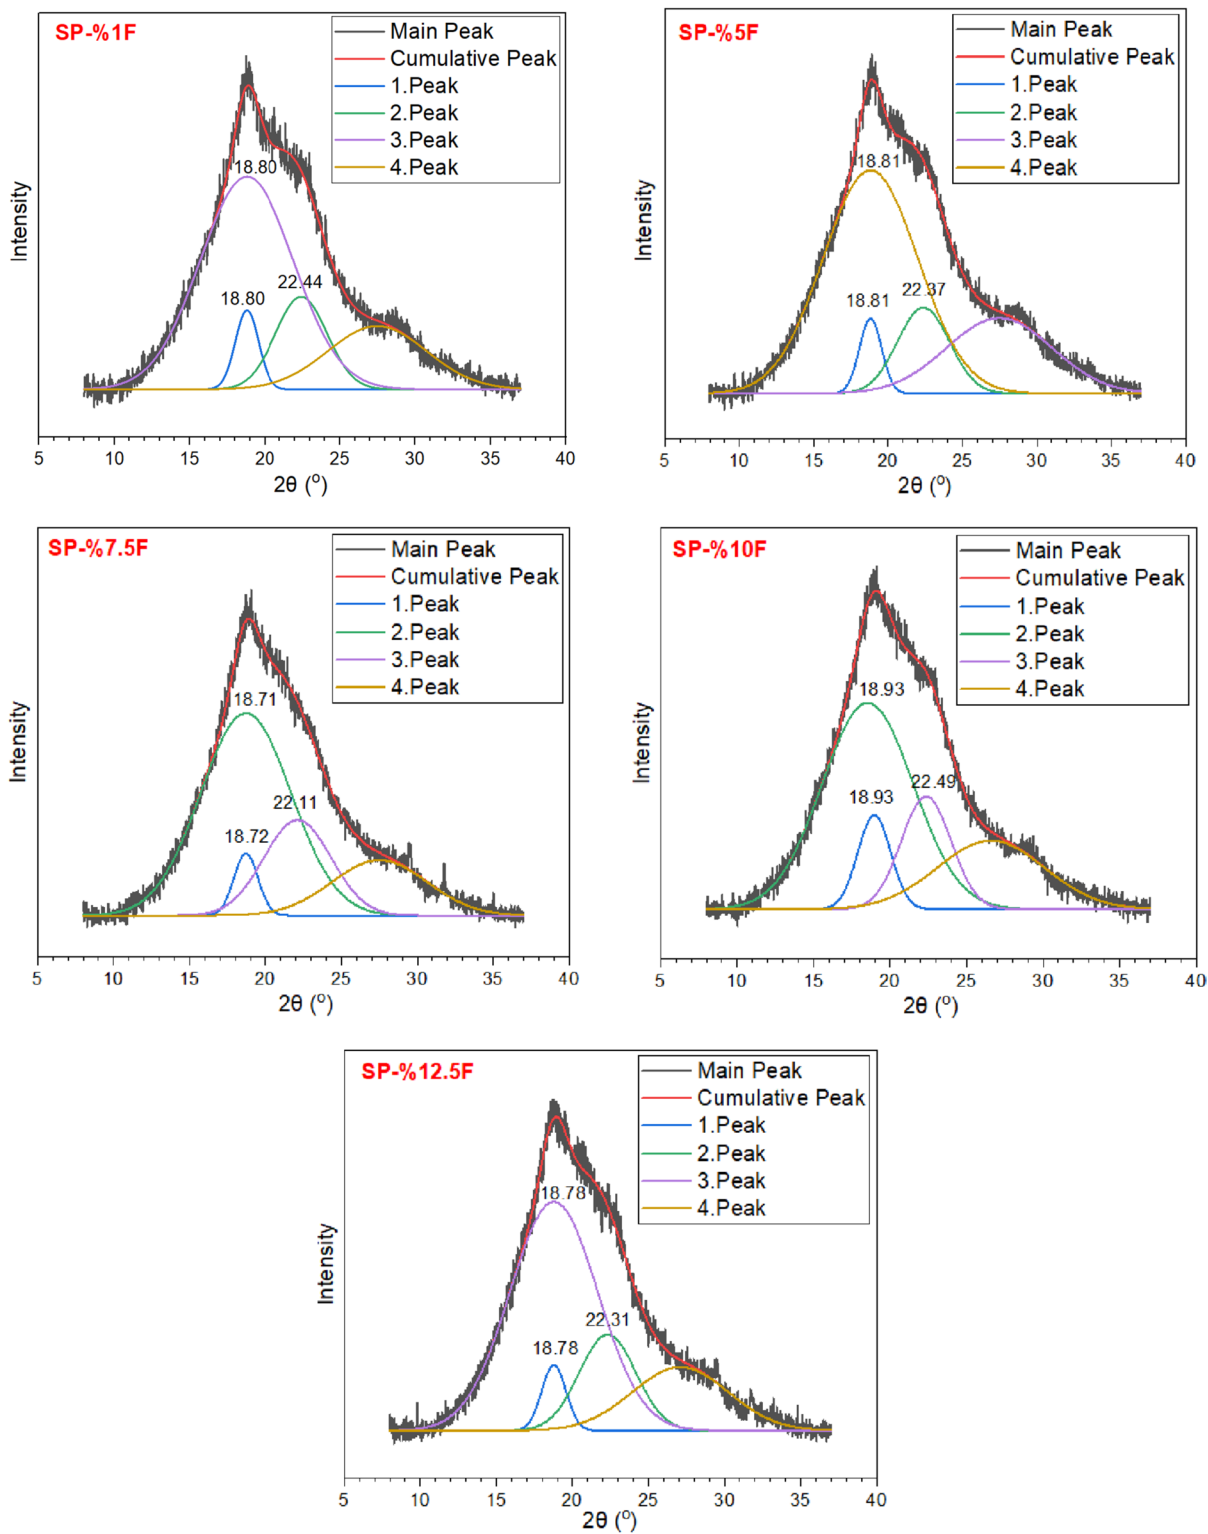 SP-%1F
Main Peak
Cumulative Peak
1.Peak
2.Peak
3.Peak
4.Peak
18.80
22.44
18.80
Intensity
5 10 15 20 25 30 35 40
2θ (°)
SP-%5F
Main Peak
Cumulative Peak
1.Peak
2.Peak
3.Peak
4.Peak
18.81
22.37
18.81
Intensity
5 10 15 20 25 30 35 40
2θ (°)
SP-%7.5F
Main Peak
Cumulative Peak
1.Peak
2.Peak
3.Peak
4.Peak
18.71
22.11
18.72
Intensity
5 10 15 20 25 30 35 40
2θ (°)
SP-%10F
Main Peak
Cumulative Peak
1.Peak
2.Peak
3.Peak
4.Peak
18.93
22.49
18.93
Intensity
5 10 15 20 25 30 35 40
2θ (°)
SP-%12.5F
Main Peak
Cumulative Peak
1.Peak
2.Peak
3.Peak
4.Peak
18.78
22.31
18.78
Intensity
5 10 15 20 25 30 35 40
2θ (°)